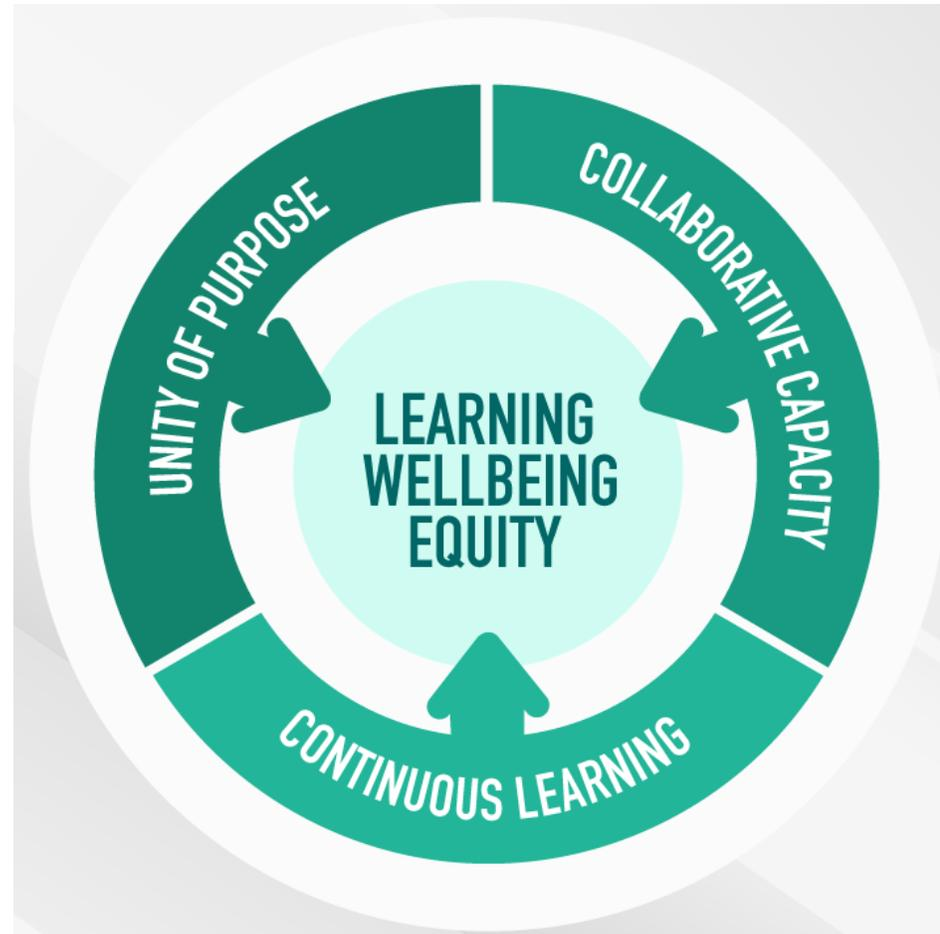 UNITY OF PURPOSE
COLLABORATIVE CAPACITY
LEARNING
WELLBEING
EQUITY
CONTINUOUS LEARNING